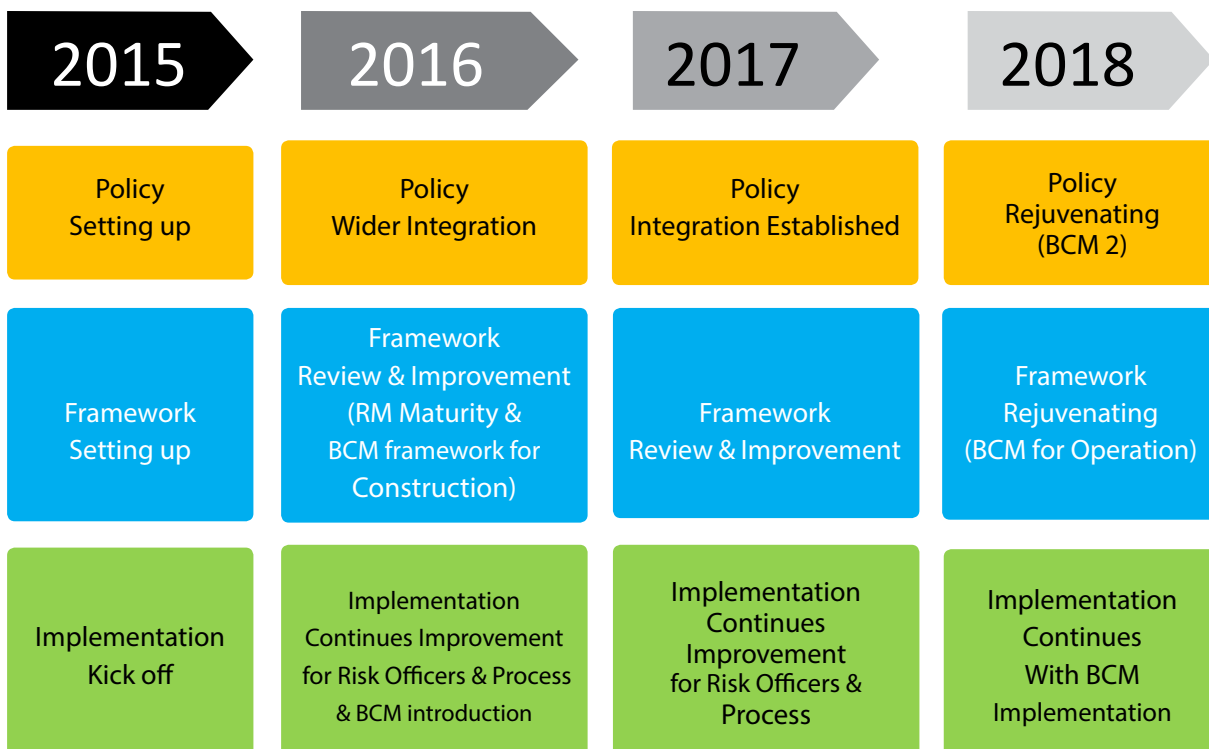 2015
2016
2017
2018
Policy
Setting up
Policy
Wider Integration
Policy
Integration Established
Policy
Rejuvenating
(BCM 2)
Framework
Setting up
Framework
Review & Improvement
(RM Maturity &
BCM framework for
Construction)
Framework
Review & Improvement
Framework
Rejuvenating
(BCM for Operation)
Implementation
Kick off
Implementation
Continues Improvement
for Risk Officers & Process
& BCM introduction
Implementation
Continues
Improvement
for Risk Officers &
Process
Implementation
Continues
With BCM
Implementation